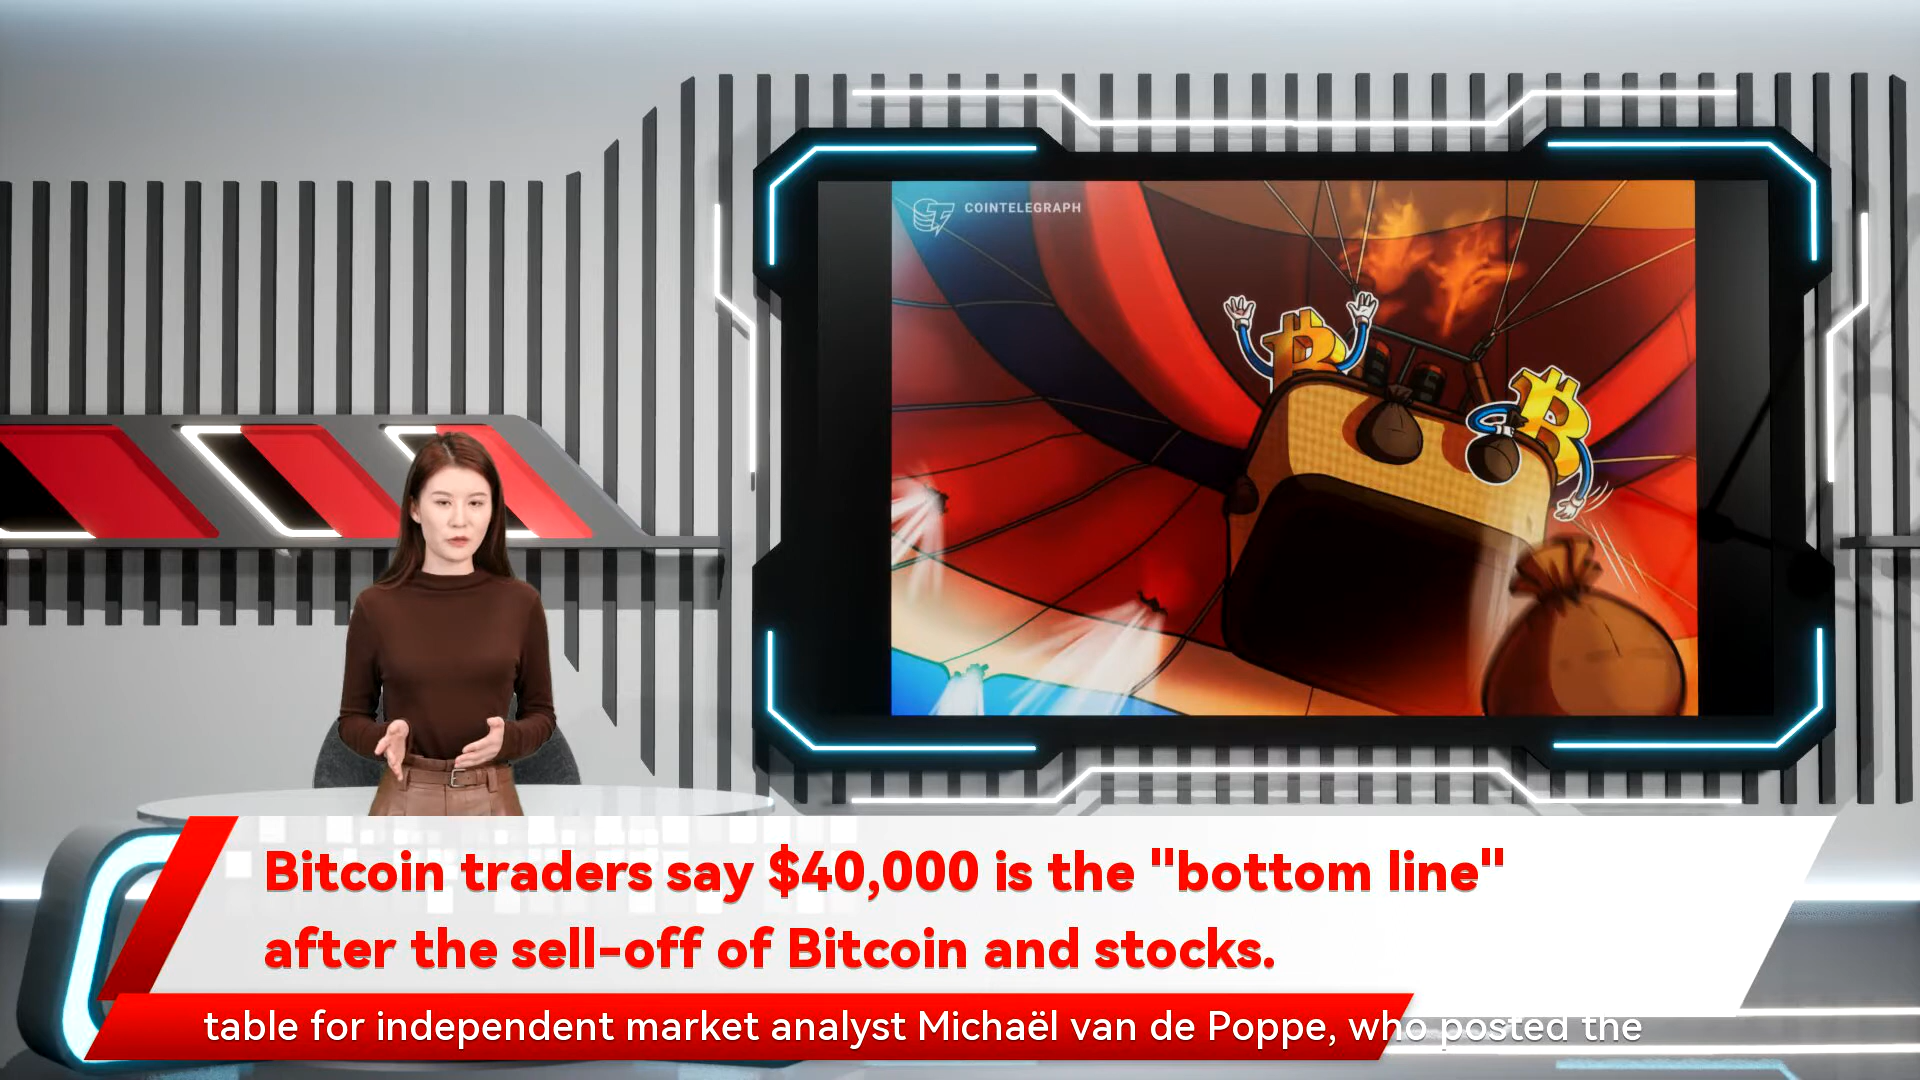 COINTELEGRAPH
Bitcoin traders say $40,000 is the "bottom line"
after the sell-off of Bitcoin and stocks.
table for independent market analyst Michaël van de Poppe, who posted the